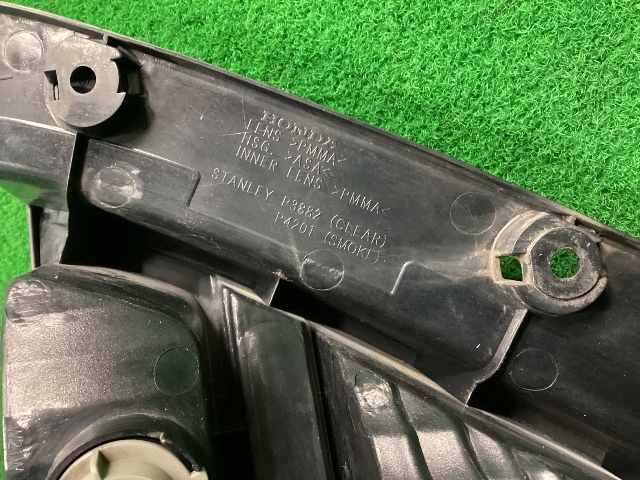 HONDA
LENS >PMMA<
HSG >ASA<
INNER LENS >PMMA<
STANLEY P3882 (CLEAR)
P4201 (SMOKE)